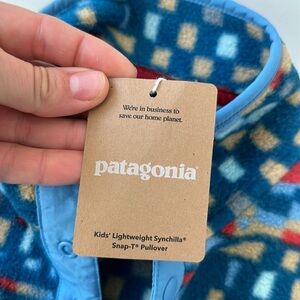 We're in business to
save our home planet.
patagonia®
Kids' Lightweight Synchilla®
Snap-T® Pullover